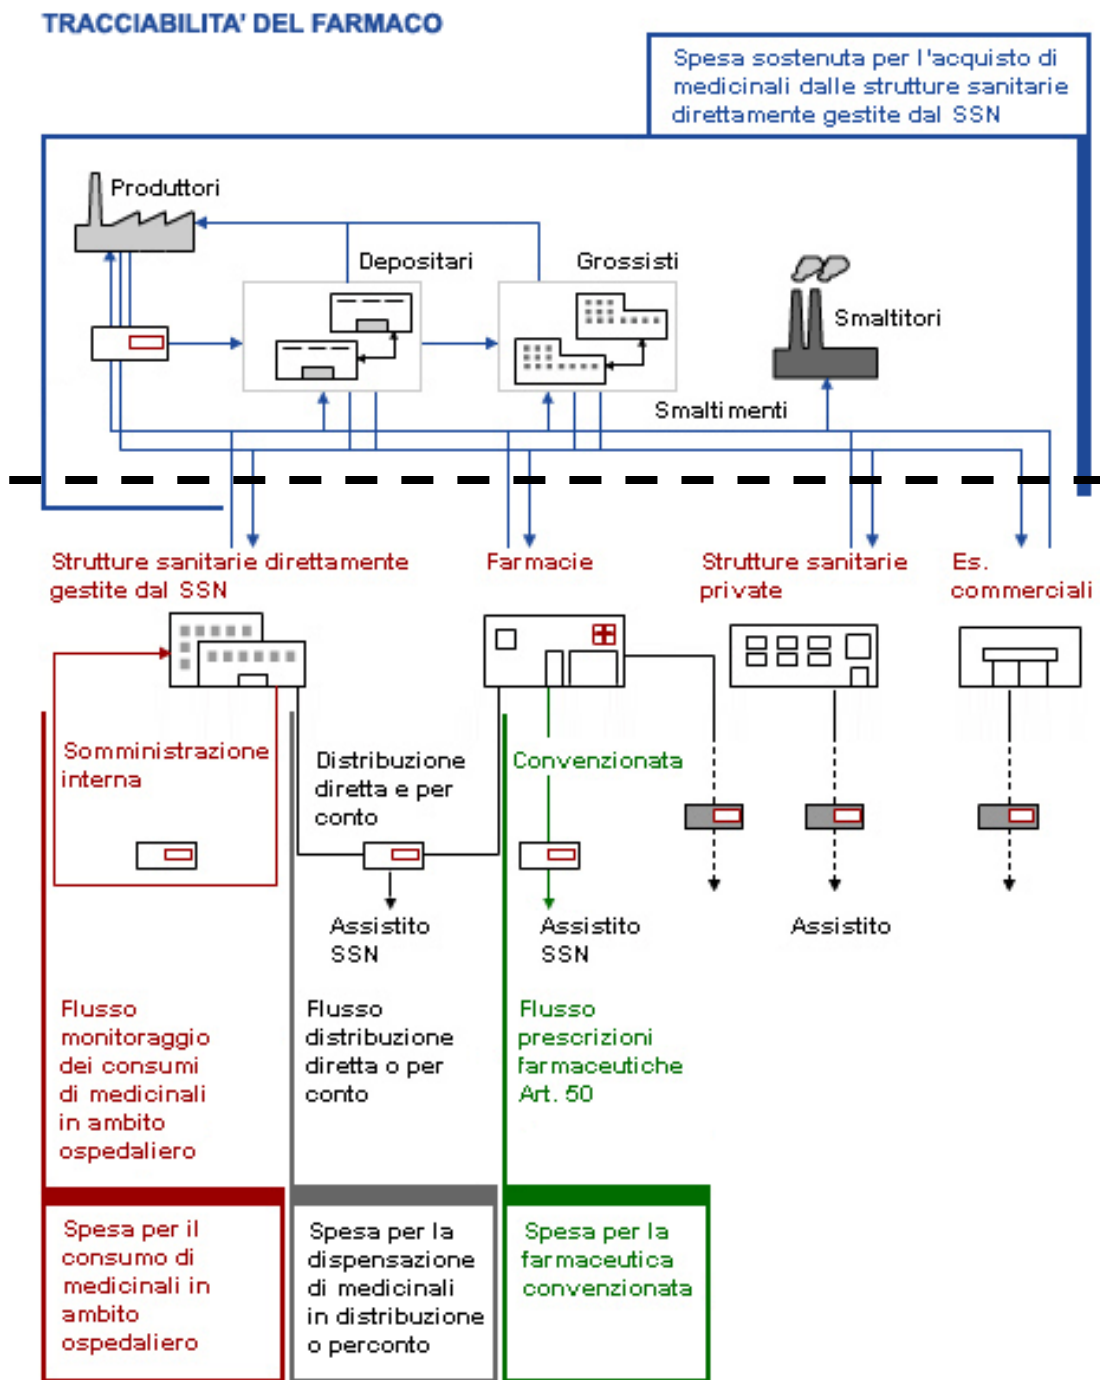 TRACCIABILITA' DEL FARMACO
Spesa sostenuta per l'acquisto di
medicinali dalle strutture sanitarie
direttamente gestite dal SSN
Produttori
Depositari
Grossisti
Smaltitori
Smaltimenti
Strutture sanitarie direttamente
gestite dal SSN
Farmacie
Strutture sanitarie
private
Es.
commerciali
Somministrazione
interna
Distribuzione
diretta e per
conto
Convenzionata
Assistito
SSN
Assistito
SSN
Assistito
Flusso
monitoraggio
dei consumi
di medicinali
in ambito
ospedaliero
Flusso
distribuzione
diretta o per
conto
Flusso
prescrizioni
farmaceutiche
Art. 50
Spesa per il
consumo di
medicinali in
ambito
ospedaliero
Spesa per la
dispensazione
di medicinali
in distribuzione
o perconto
Spesa per la
farmaceutica
convenzionata